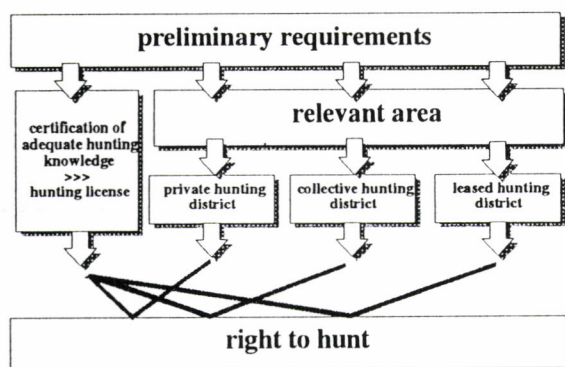 preliminary requirements
relevant area
certification of
adequate hunting
knowledge
>>>
hunting license
private hunting
district
collective hunting
district
leased hunting
district
right to hunt